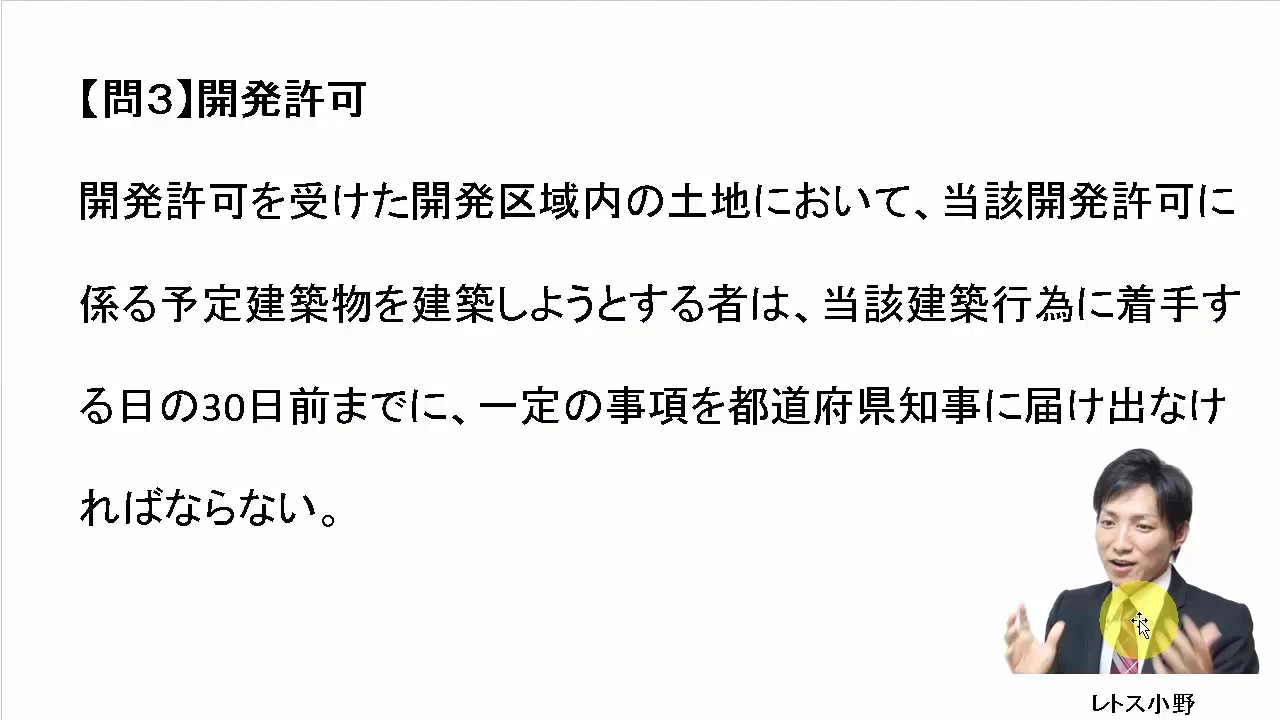 【問３】開発許可
開発許可を受けた開発区域内の土地において、当該開発許可に
係る予定建築物を建築しようとする者は、当該建築行為に着手す
る日の30日前までに、一定の事項を都道府県知事に届け出なけ
ればならない。
レトス小野